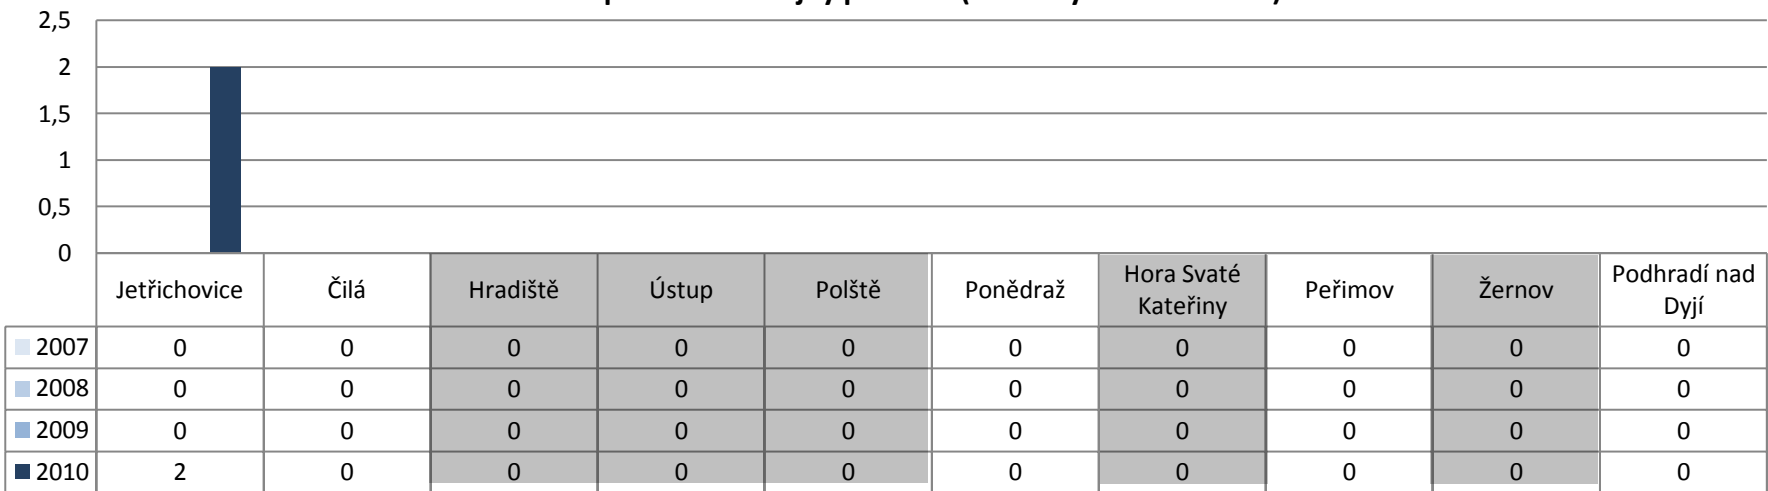 2,5
2
1,5
1
0,5
0
Jetřichovice Čilá Hradiště Ústup Polště Ponědraž Hora Svaté Kateřiny Peřimov Žernov Podhradí nad Dyjí
2007 0 0 0 0 0 0 0 0 0 0
2008 0 0 0 0 0 0 0 0 0 0
2009 0 0 0 0 0 0 0 0 0 0
2010 2 0 0 0 0 0 0 0 0 0